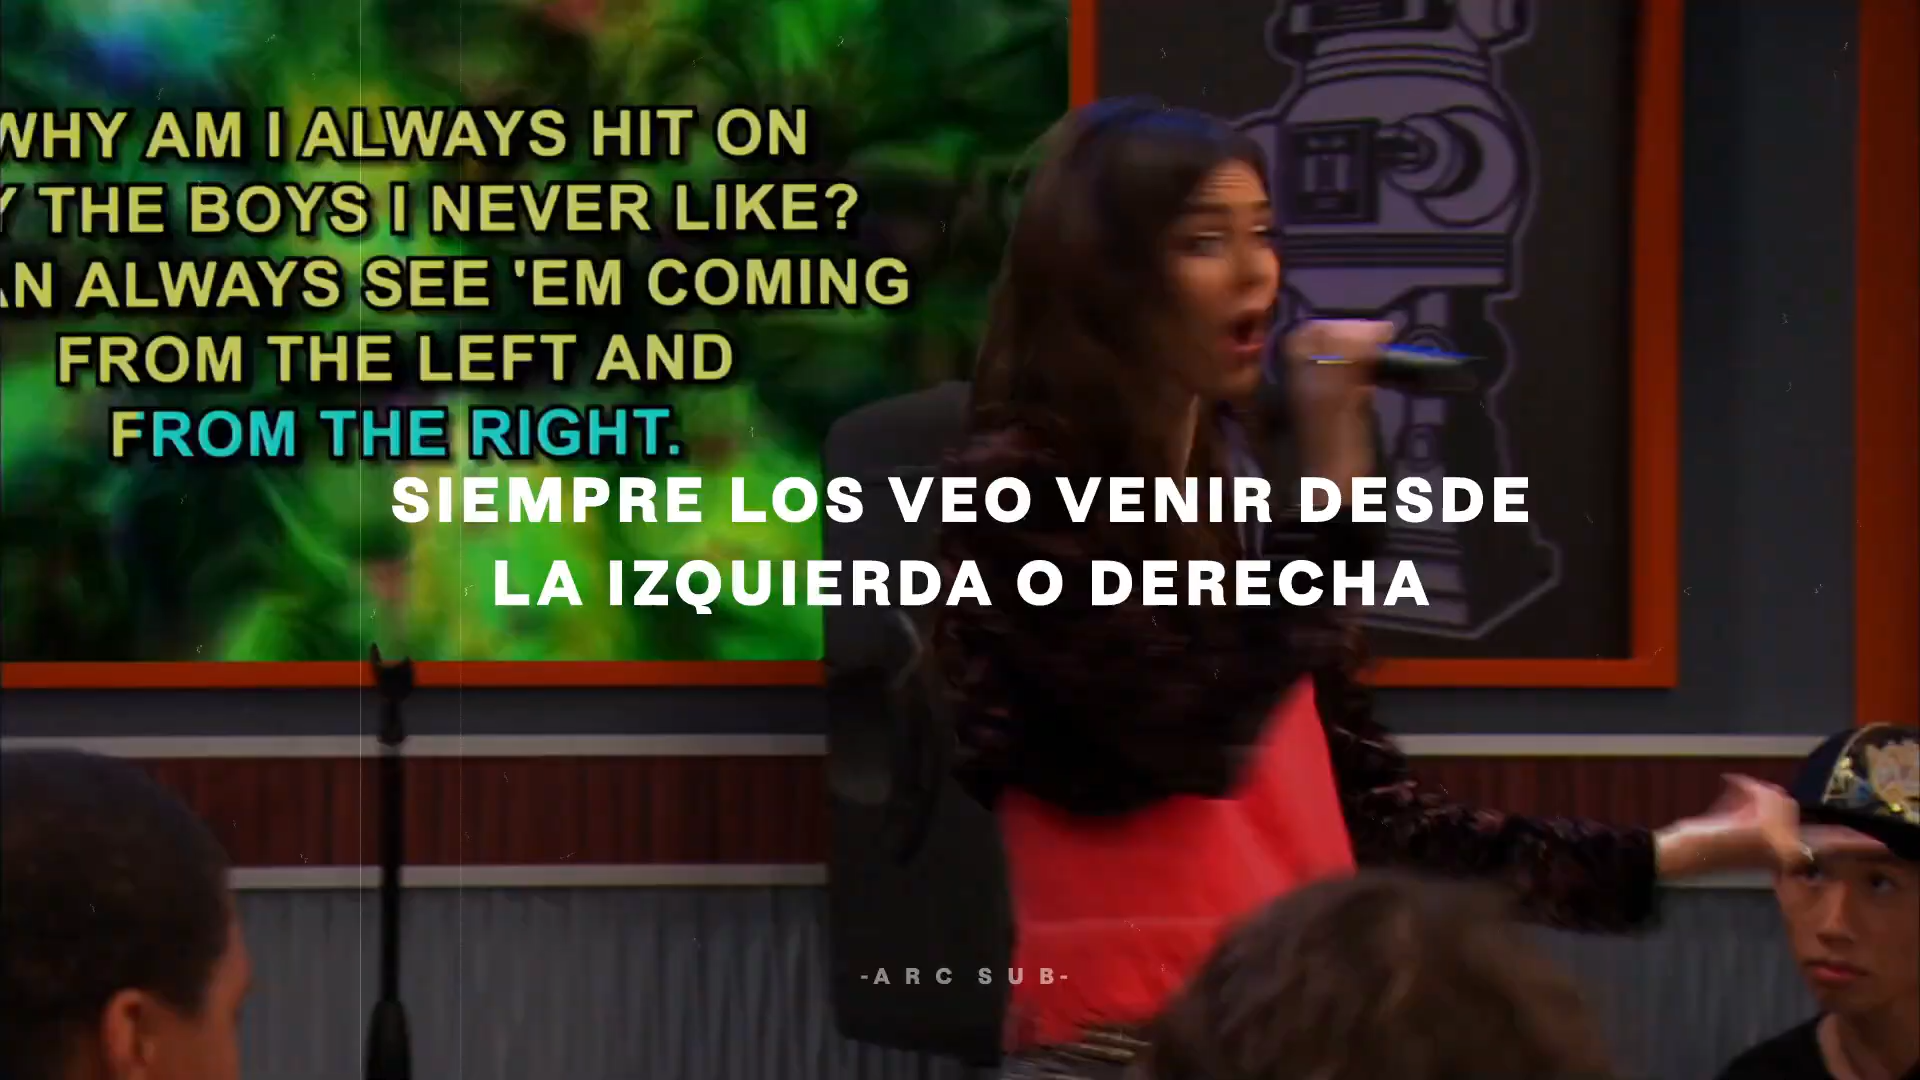 WHY AM I ALWAYS HIT ON
THE BOYS I NEVER LIKE?
ALWAYS SEE 'EM COMING
FROM THE LEFT AND
FROM THE RIGHT.
SIEMPRE LOS VEO VENIR DESDE
LA IZQUIERDA O DERECHA
-ARC SUB-